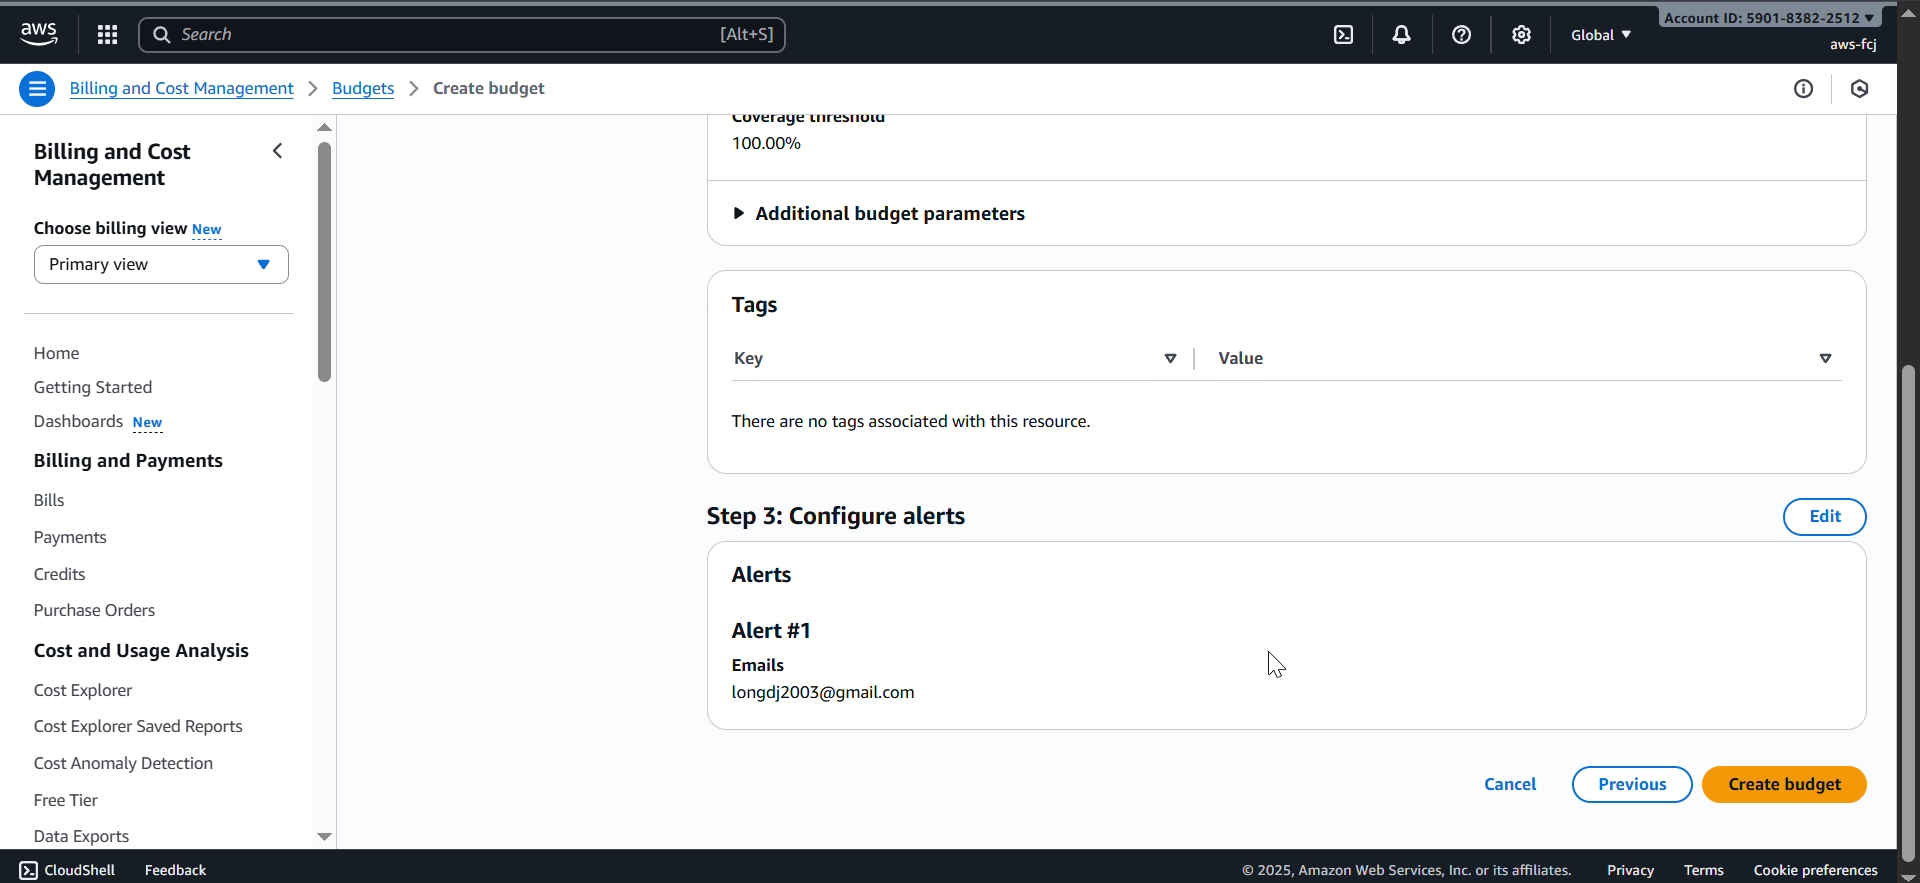 aws
Search [Alt+S]
Global
Account ID: 5901-8382-2512
aws-fcj
Billing and Cost Management
Budgets
Create budget
Billing and Cost
Management
Choose billing view New
Primary view
Home
Getting Started
Dashboards New
Billing and Payments
Bills
Payments
Credits
Purchase Orders
Cost and Usage Analysis
Cost Explorer
Cost Explorer Saved Reports
Cost Anomaly Detection
Free Tier
Data Exports
Coverage threshold
100.00%
Additional budget parameters
Tags
Key Value
There are no tags associated with this resource.
Step 3: Configure alerts
Edit
Alerts
Alert #1
Emails
longdj2003@gmail.com
Cancel Previous Create budget
CloudShell Feedback
© 2025, Amazon Web Services, Inc. or its affiliates. Privacy Terms Cookie preferences